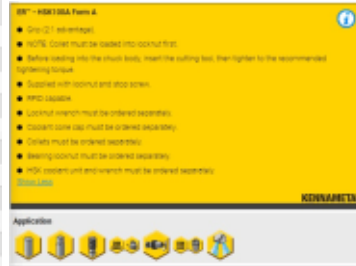 ER™ - HSK100A Form A
Grip (2:1 advantage).
NOTE: Collet must be loaded into locknut first.
Before loading into the chuck body, insert the cutting tool, then tighten to the recommended
tightening torque.
Supplied with locknut and stop screw.
RFID capable.
Locknut wrench must be ordered separately.
Coolant cone cap must be ordered separately.
Collets must be ordered separately.
Bearing locknut must be ordered separately.
HSK coolant unit and wrench must be ordered separately.
Show Less
KENNAMETAL
Application